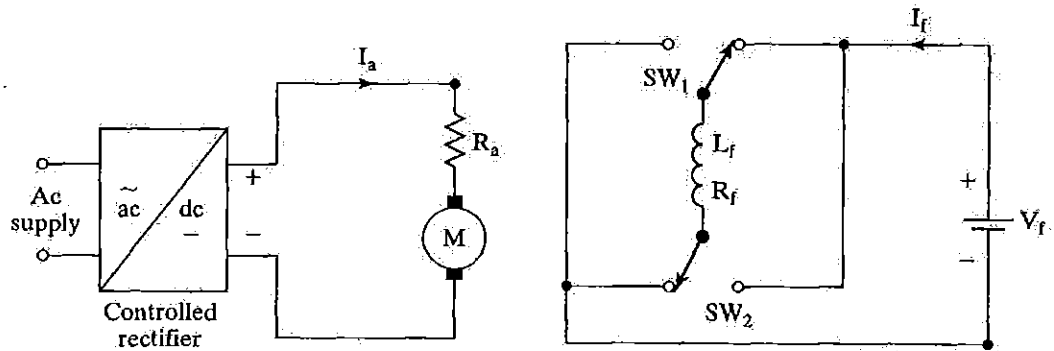 I_a
R_a
M
Ac
supply
~
ac
dc
–
+
–
Controlled
rectifier
I_f
SW_1
L_f
R_f
SW_2
+
V_f
–